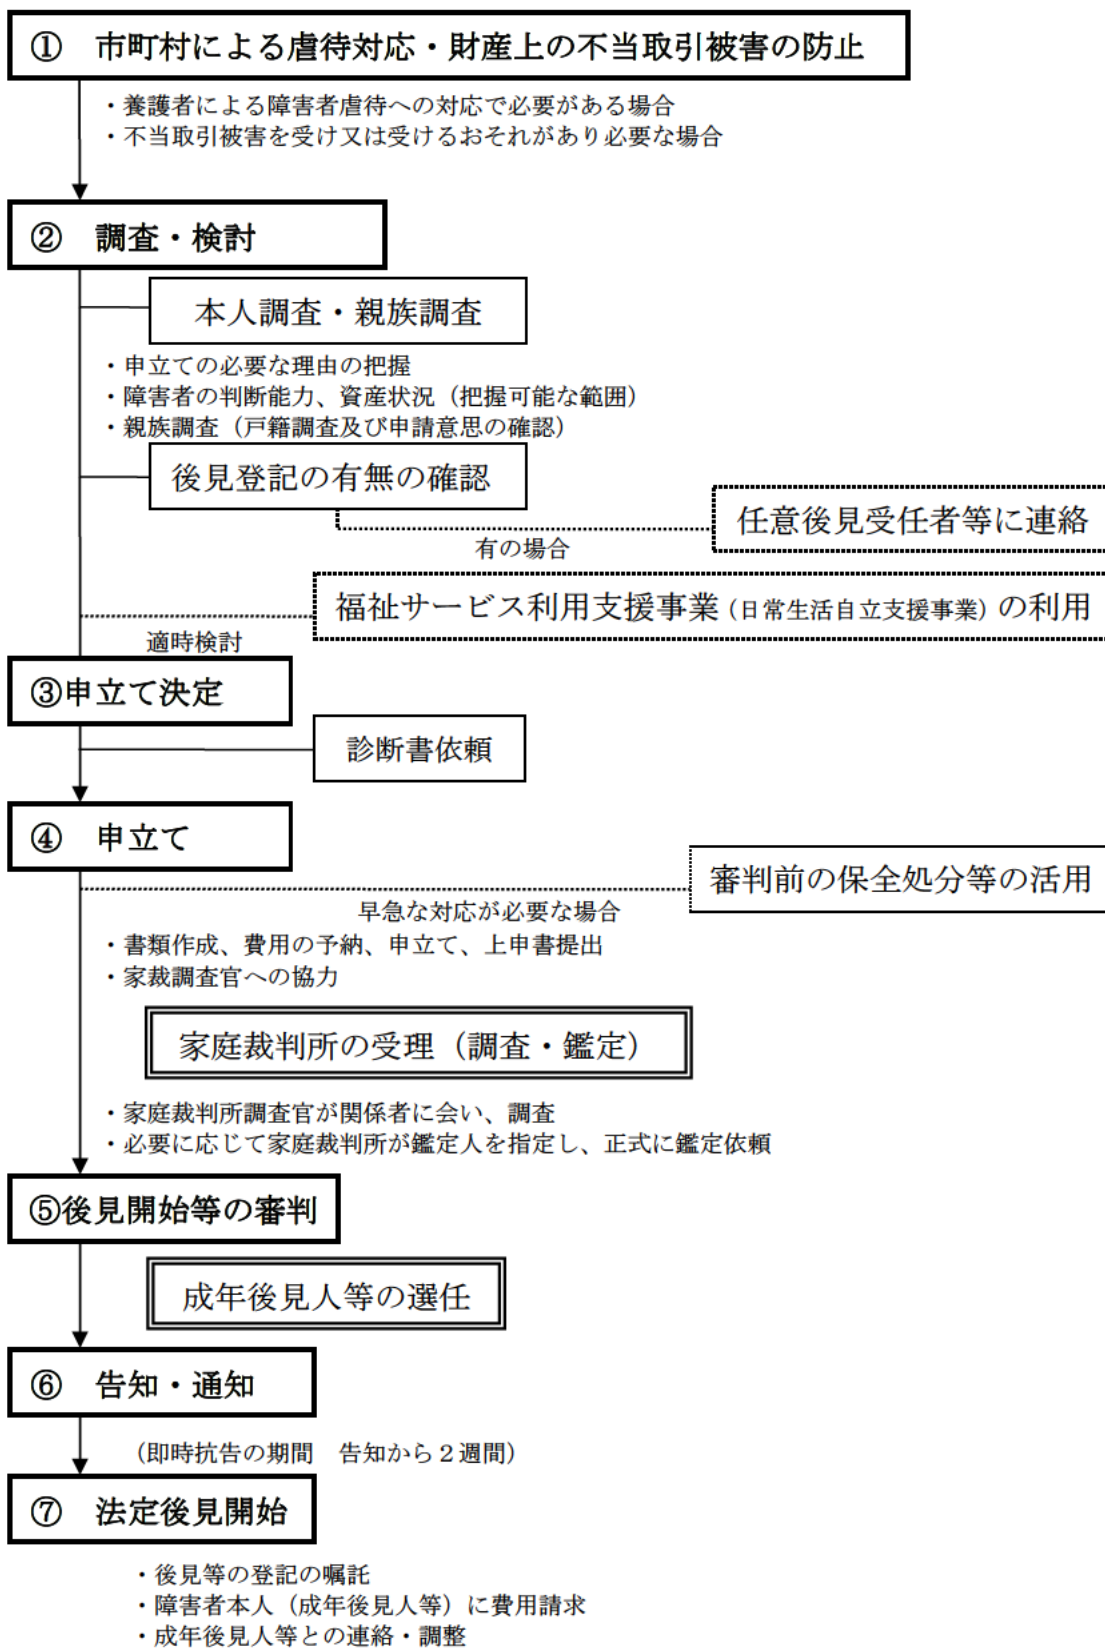 ① 市町村による虐待対応・財産上の不当取引被害の防止
・養護者による障害者虐待への対応で必要がある場合
・不当取引被害を受け又は受けるおそれがあり必要な場合
② 調査・検討
本人調査・親族調査
・申立ての必要な理由の把握
・障害者の判断能力、資産状況（把握可能な範囲）
・親族調査（戸籍調査及び申請意思の確認）
後見登記の有無の確認
任意後見受任者等に連絡
有の場合
福祉サービス利用支援事業（日常生活自立支援事業）の利用
適時検討
③申立て決定
診断書依頼
④ 申立て
審判前の保全処分等の活用
早急な対応が必要な場合
・書類作成、費用の予納、申立て、上申書提出
・家裁調査官への協力
家庭裁判所の受理（調査・鑑定）
・家庭裁判所調査官が関係者に会い、調査
・必要に応じて家庭裁判所が鑑定人を指定し、正式に鑑定依頼
⑤後見開始等の審判
成年後見人等の選任
⑥ 告知・通知
（即時抗告の期間 告知から２週間）
⑦ 法定後見開始
・後見等の登記の嘱託
・障害者本人（成年後見人等）に費用請求
・成年後見人等との連絡・調整